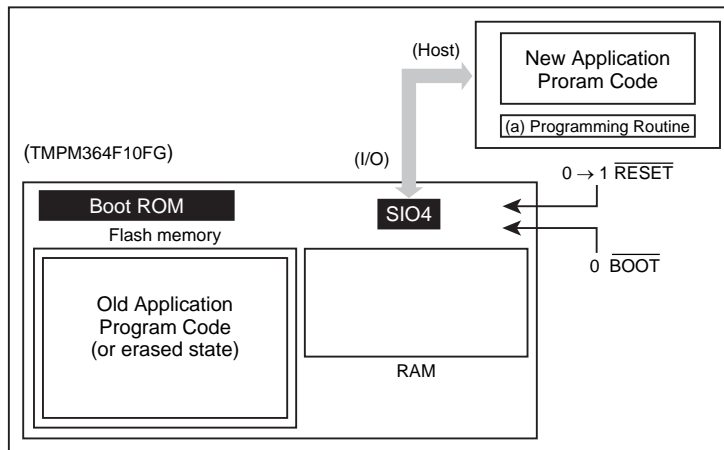 (Host)
New Application
Proram Code
(a) Programming Routine
(TMPM364F10FG)
(I/O)
0 → 1 RESET
Boot ROM
SIO4
Flash memory
0 BOOT
Old Application
Program Code
(or erased state)
RAM